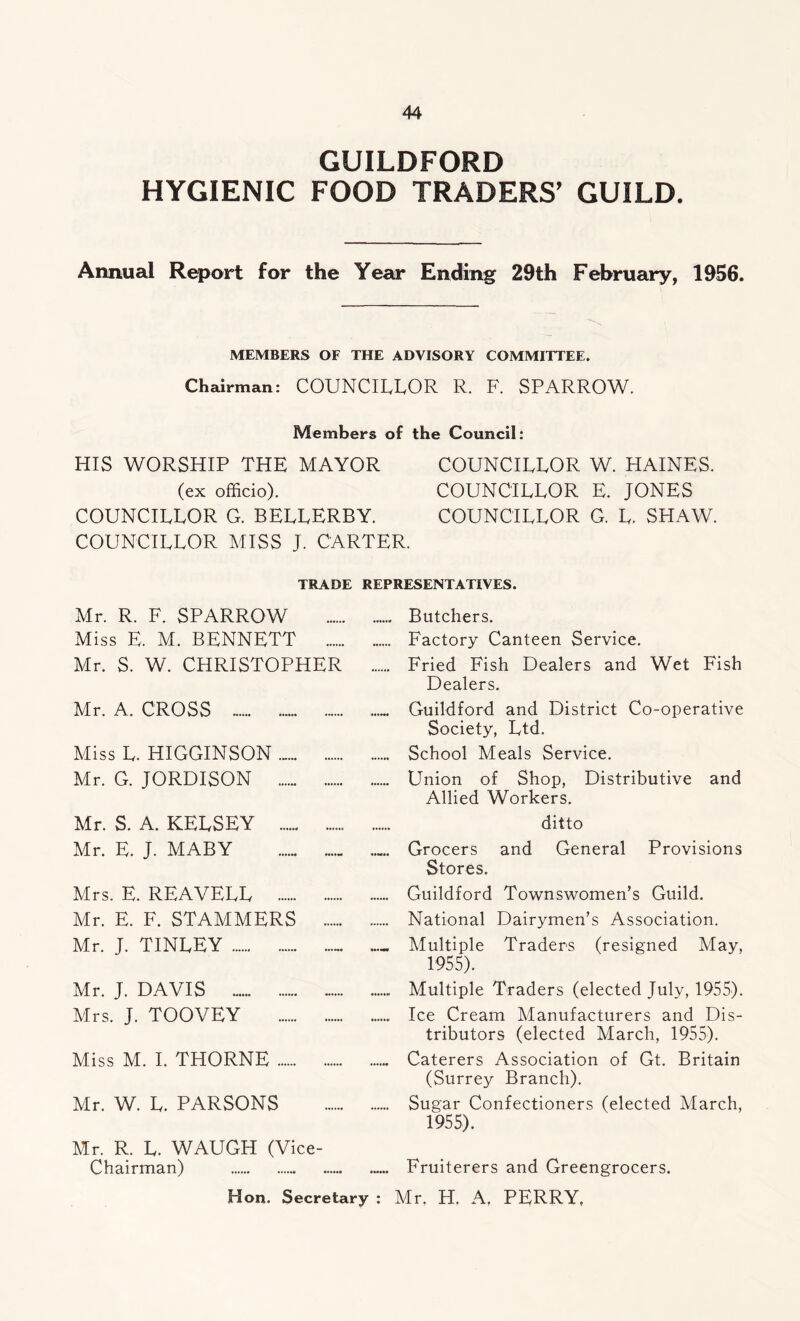 44
GUILDFORD
HYGIENIC FOOD TRADERS' GUILD.
Annual Report for the Year Ending 29th February, 1956.
MEMBERS OF THE ADVISORY COMMITTEE.
Chairman: COUNCILLOR R. F. SPARROW.
Members of the Council:
HIS WORSHIP THE MAYOR
(ex officio).
COUNCILLOR G. BELLERBY.
COUNCILLOR MISS J. CARTER.
COUNCILLOR W. HAINES.
COUNCILLOR E. JONES
COUNCILLOR G. L. SHAW.
TRADE REPRESENTATIVES.
Mr. R. F. SPARROW ...... ...... Butchers.
Miss E. M. BENNETT ...... ...... Factory Canteen Service.
Mr. S. W. CHRISTOPHER ...... Fried Fish Dealers and Wet Fish
Dealers.
Mr. A. CROSS ...... ...... ...... ...... Guildford and District Co-operative
Society, Ltd.
Miss L. HIGGINSON ...... ...... ...... School Meals Service.
Mr. G. JORDISON ...... ...... ...... Union of Shop, Distributive and
Allied Workers.
Mr. S. A. KELSEY ...... ...... ...... ditto
Mr. E. J. MABY ...... ...... ...... Grocers and General Provisions
Stores.
Mrs. E. REAVELL ...... ...... ...... Guildford Townswomen's Guild.
Mr. E. F. STAMMERS ...... ...... National Dairymen's Association.
Mr. J. TINLEY ...... ...... ...... ...... Multiple Traders (resigned May,
1955).
Mr. J. DAVIS ...... ...... ...... ...... Multiple Traders (elected July, 1955).
Mrs. J. TOOVEY ...... ...... ...... Ice Cream Manufacturers and Dis-
tributors (elected March, 1955).
Miss M. I. THORNE ...... ...... ...... Caterers Association of Gt. Britain
(Surrey Branch).
Mr. W. L. PARSONS ...... ...... Sugar Confectioners (elected March,
1955).
Mr. R. L. WAUGH (Vice-
Chairman) ...... ...... ...... ...... Fruiterers and Greengrocers.
Hon. Secretary : Mr. H. A. PERRY,